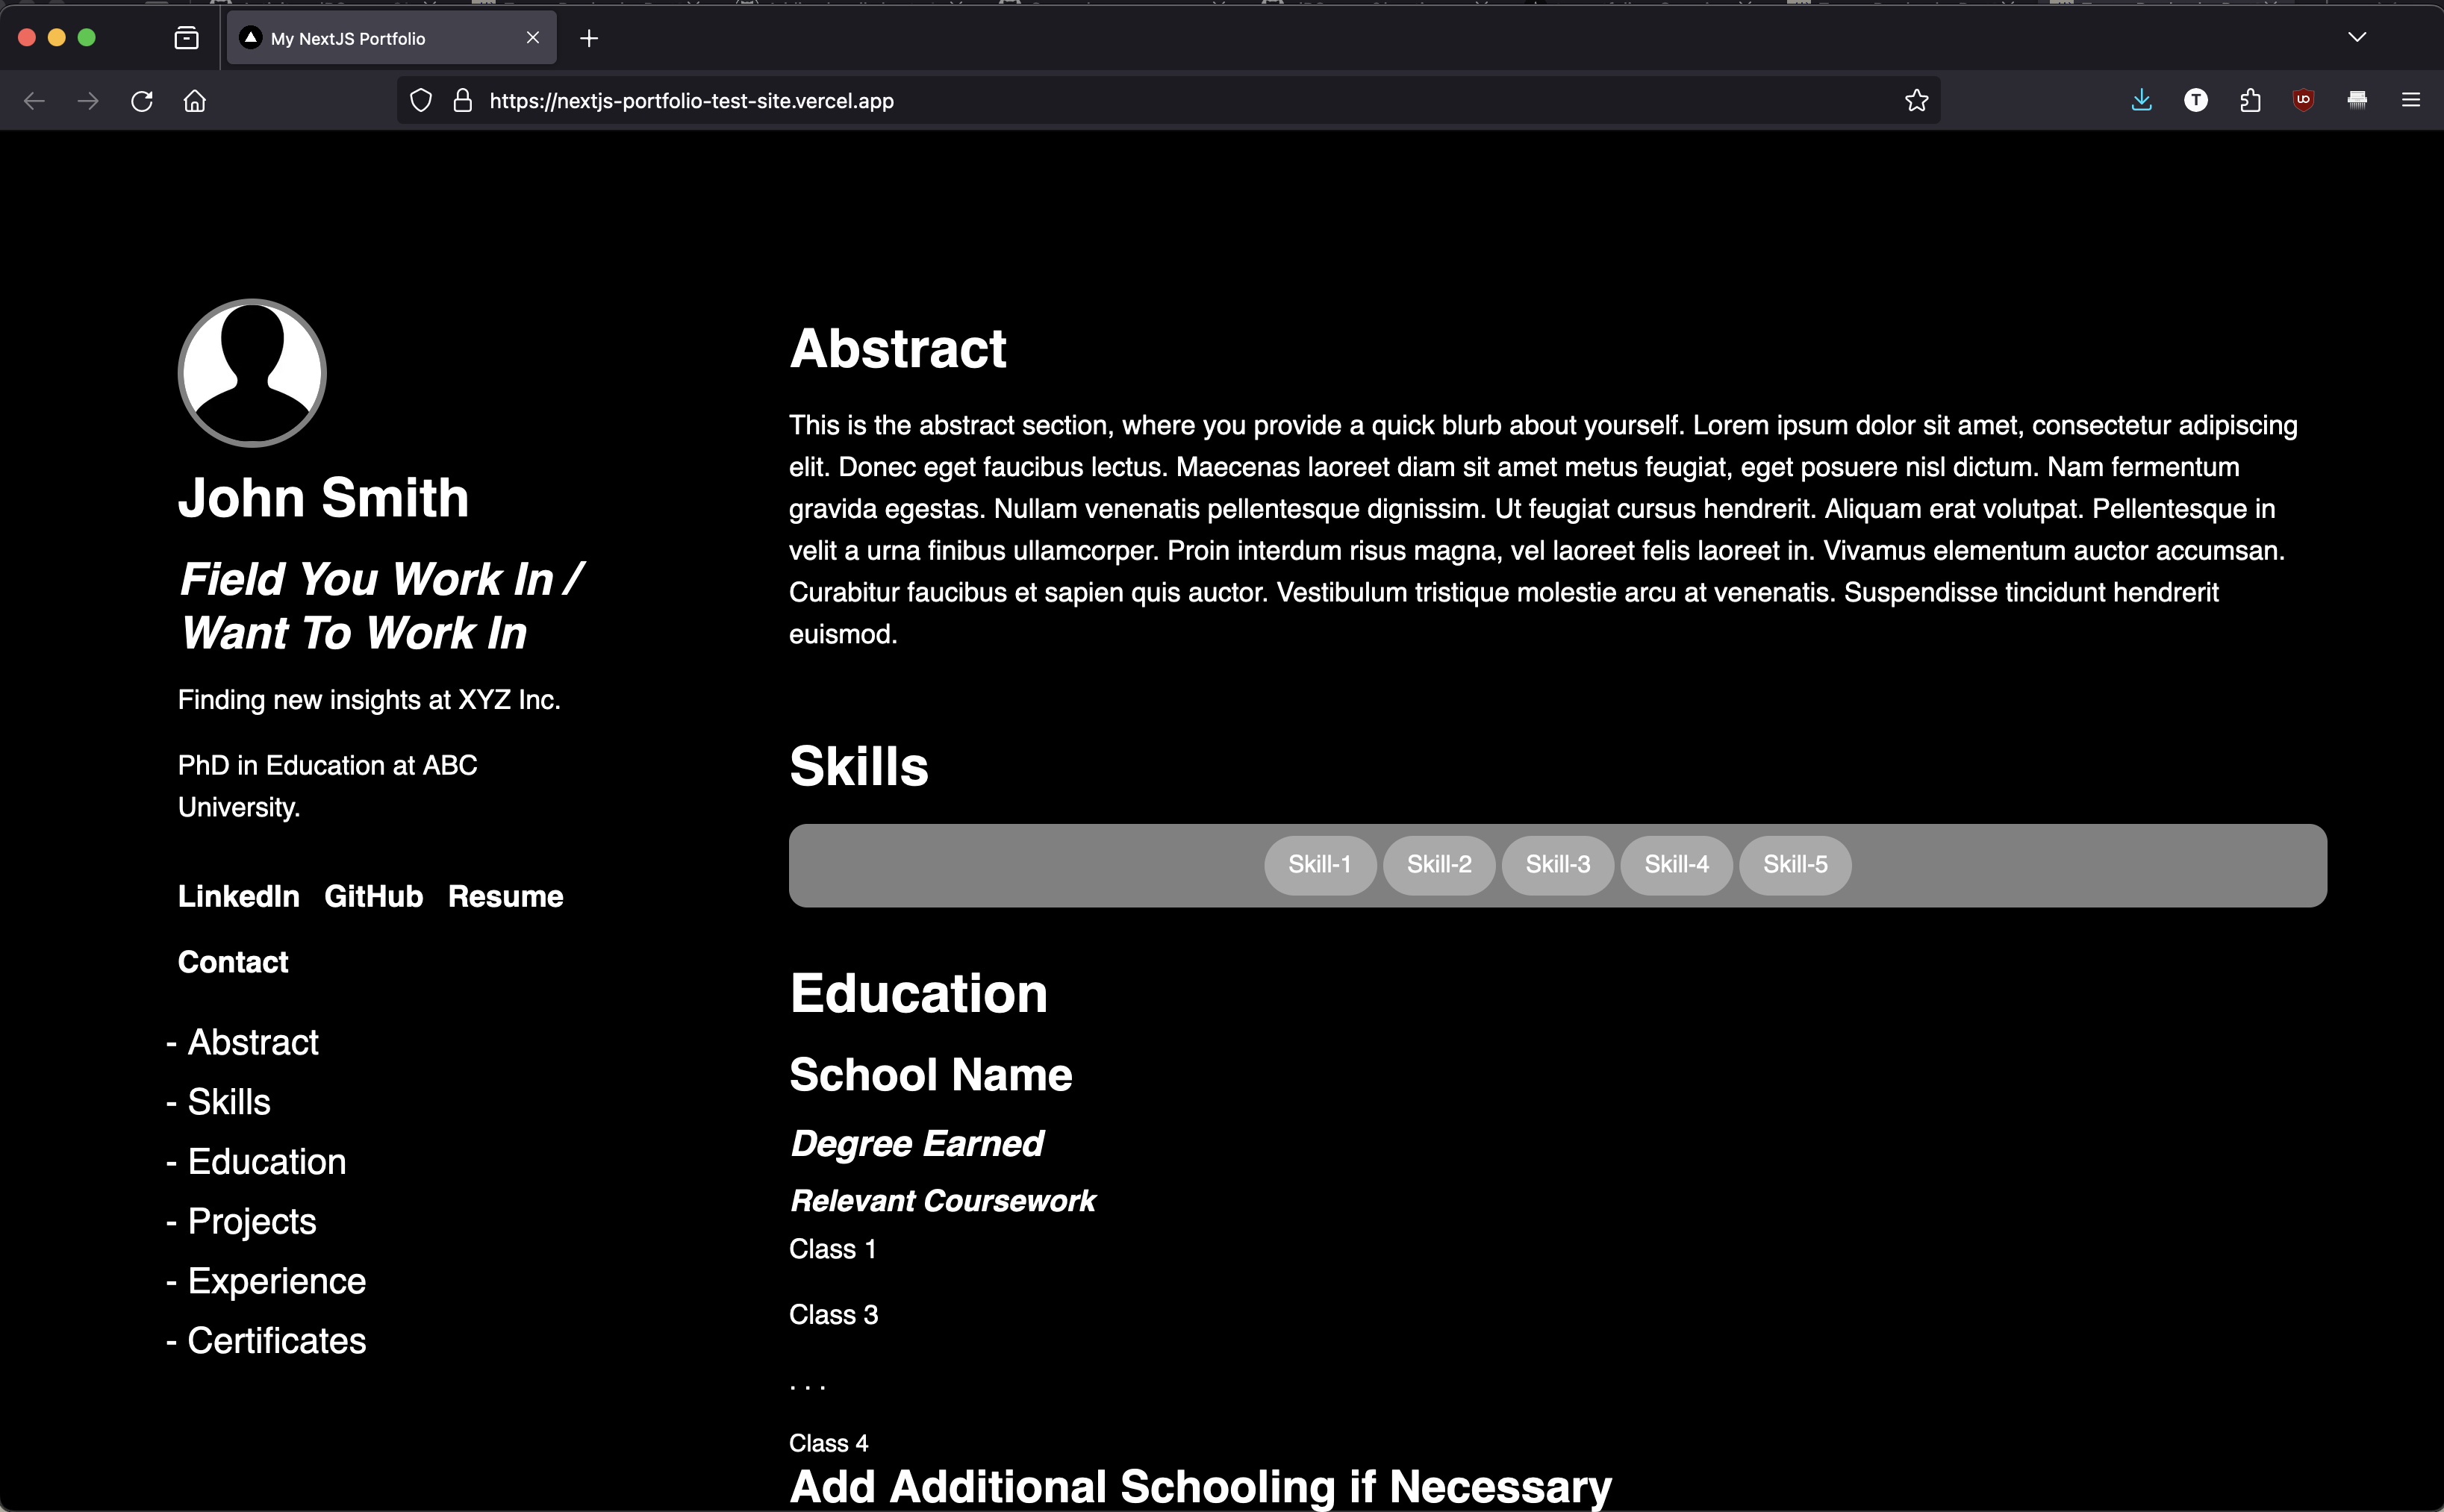 My NextJS Portfolio
https://nextjs-portfolio-test-site.vercel.app
T
UO
John Smith
Field You Work In /
Want To Work In
Finding new insights at XYZ Inc.
PhD in Education at ABC
University.
LinkedIn GitHub Resume
Contact
- Abstract
- Skills
- Education
- Projects
- Experience
- Certificates
Abstract
This is the abstract section, where you provide a quick blurb about yourself. Lorem ipsum dolor sit amet, consectetur adipiscing
elit. Donec eget faucibus lectus. Maecenas laoreet diam sit amet metus feugiat, eget posuere nisl dictum. Nam fermentum
gravida egestas. Nullam venenatis pellentesque dignissim. Ut feugiat cursus hendrerit. Aliquam erat volutpat. Pellentesque in
velit a urna finibus ullamcorper. Proin interdum risus magna, vel laoreet felis laoreet in. Vivamus elementum auctor accumsan.
Curabitur faucibus et sapien quis auctor. Vestibulum tristique molestie arcu at venenatis. Suspendisse tincidunt hendrerit
euismod.
Skills
Skill-1 Skill-2 Skill-3 Skill-4 Skill-5
Education
School Name
Degree Earned
Relevant Coursework
Class 1
Class 3
. . .
Class 4
Add Additional Schooling if Necessary